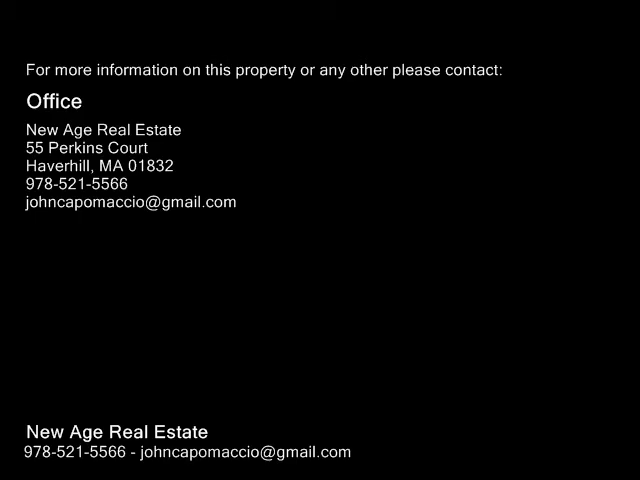 For more information on this property or any other please contact:
Office
New Age Real Estate
55 Perkins Court
Haverhill, MA 01832
978-521-5566
johncapomaccio@gmail.com
New Age Real Estate
978-521-5566 - johncapomaccio@gmail.com